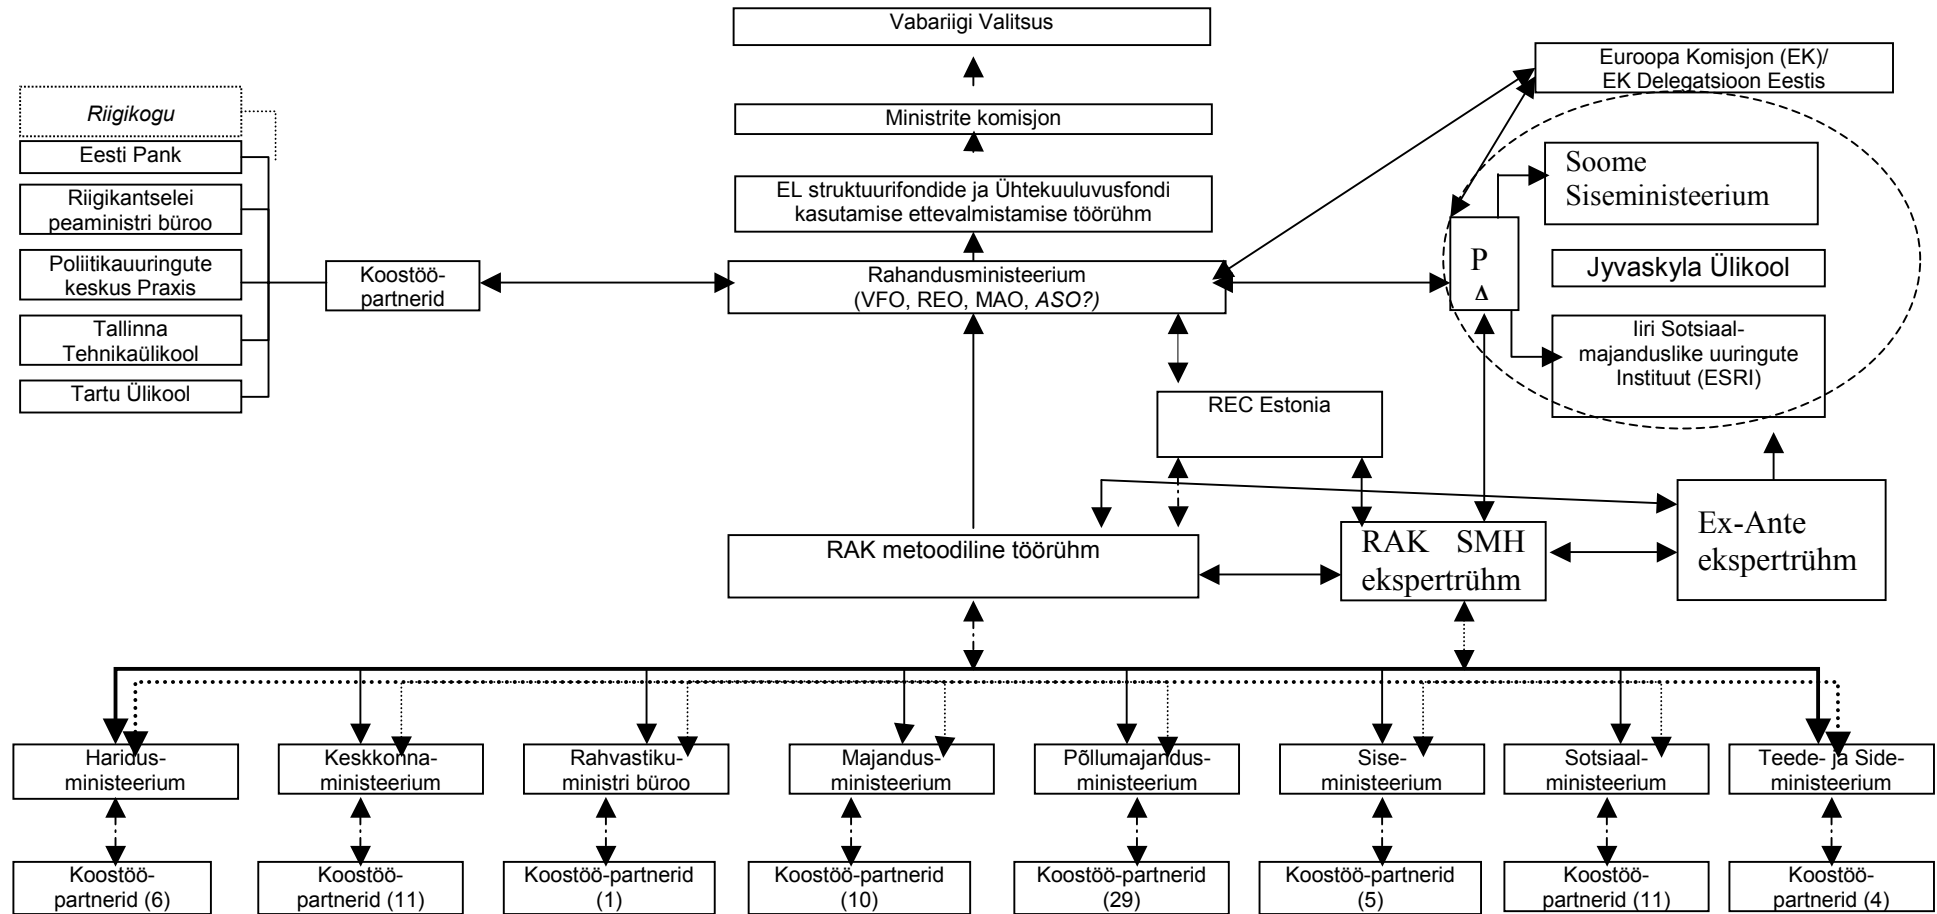 Vabariigi Valitsus
Euroopa Komisjon (EK)/
EK Delegatsioon Eestis
Riigikogu
Ministrite komisjon
Eesti Pank
Soome
Siseministeerium
Riigikantselei
peaministri büroo
EL struktuurifondide ja Ühtekuuluvusfondi
kasutamise ettevalmistamise töörühm
Poliitikauuringute
keskus Praxis
Koostöö-
partnerid
Rahandusministeerium
(VFO, REO, MAO, ASO?)
P
Jyvaskyla Ülikool
Tallinna
Tehnikaülikool
Iiri Sotsiaal-
majanduslike uuringute
Instituut (ESRI)
Tartu Ülikool
REC Estonia
RAK metoodiline töörühm
RAK SMH
ekspertrühm
Ex-Ante
ekspertrühm
Haridus-
ministeerium
Keskkonna-
ministeerium
Rahvastiku-
ministri büroo
Majandus-
ministeerium
Põllumajandus-
ministeerium
Sise-
ministeerium
Sotsiaal-
ministeerium
Teede- ja Side-
ministeerium
Koostöö-
partnerid (6)
Koostöö-
partnerid (11)
Koostöö-partnerid
(1)
Koostöö-partnerid
(10)
Koostöö-partnerid
(29)
Koostöö-partnerid
(5)
Koostöö-
partnerid (11)
Koostöö-
partnerid (4)